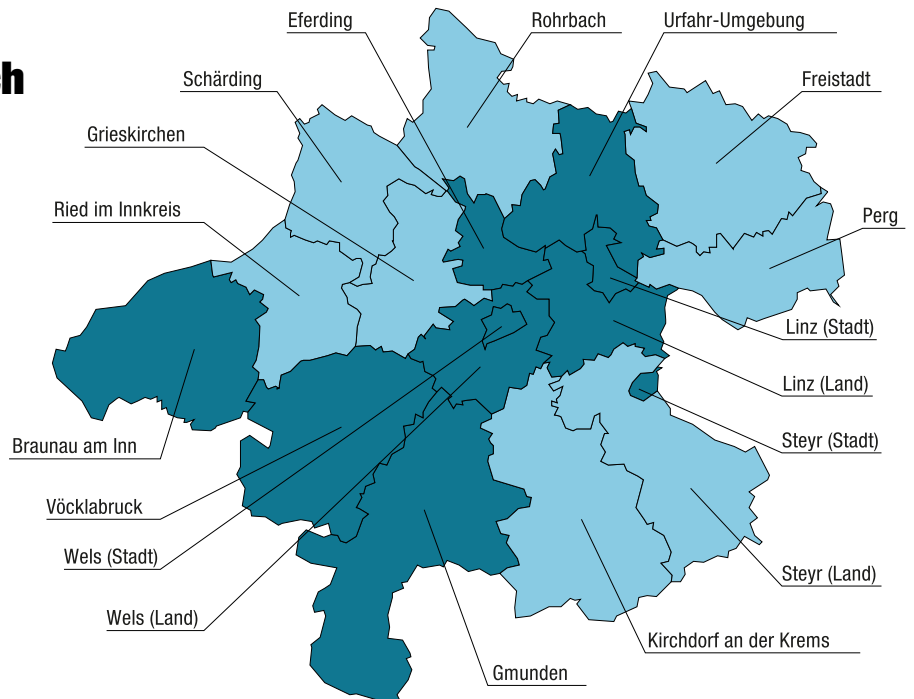 Eferding
Rohrbach
Urfahr-Umgebung
ch
Schärding
Freistadt
Grieskirchen
Ried im Innkreis
Perg
Linz (Stadt)
Linz (Land)
Braunau am Inn
Steyr (Stadt)
Vöcklabruck
Wels (Stadt)
Steyr (Land)
Wels (Land)
Kirchdorf an der Krems
Gmunden